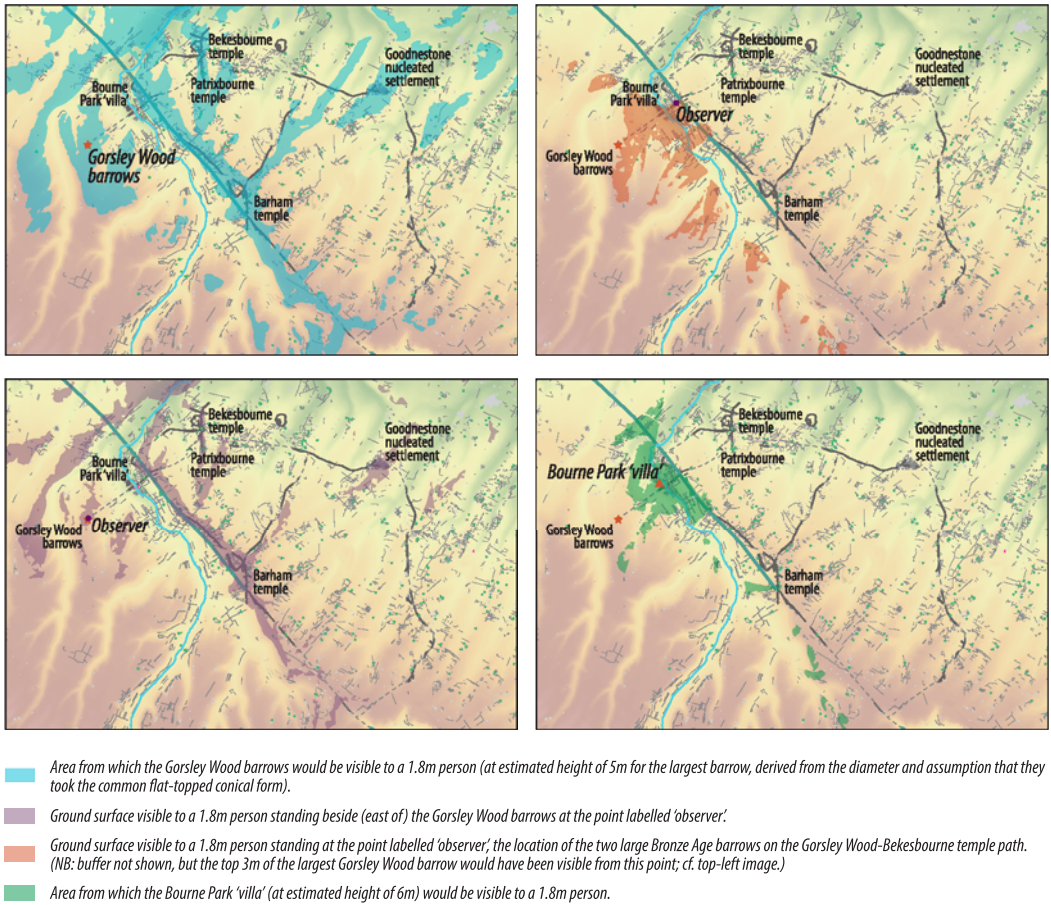 Bekesbourne
temple
Goodnestone
nucleated
settlement
Bourne
Park 'villa'
Patrixbourne
temple
Gorsley Wood
barrows
Barham
temple
Bekesbourne
temple
Goodnestone
nucleated
settlement
Bourne
Park 'villa'
Patrixbourne
temple
Observer
Gorsley Wood
barrows
Barham
temple
Bekesbourne
temple
Goodnestone
nucleated
settlement
Bourne
Park 'villa'
Patrixbourne
temple
Observer
Gorsley Wood
barrows
Barham
temple
Bekesbourne
temple
Goodnestone
nucleated
settlement
Bourne Park 'villa'
Patrixbourne
temple
Gorsley Wood
barrows
Barham
temple
Area from which the Gorsley Wood barrows would be visible to a 1.8m person (at estimated height of 5m for the largest barrow, derived from the diameter and assumption that they
took the common flat-topped conical form).
Ground surface visible to a 1.8m person standing beside (east of) the Gorsley Wood barrows at the point labelled 'observer'.
Ground surface visible to a 1.8m person standing at the point labelled 'observer', the location of the two large Bronze Age barrows on the Gorsley Wood-Bekesbourne temple path.
(NB: buffer not shown, but the top 3m of the largest Gorsley Wood barrow would have been visible from this point; cf. top-left image.)
Area from which the Bourne Park 'villa' (at estimated height of 6m) would be visible to a 1.8m person.